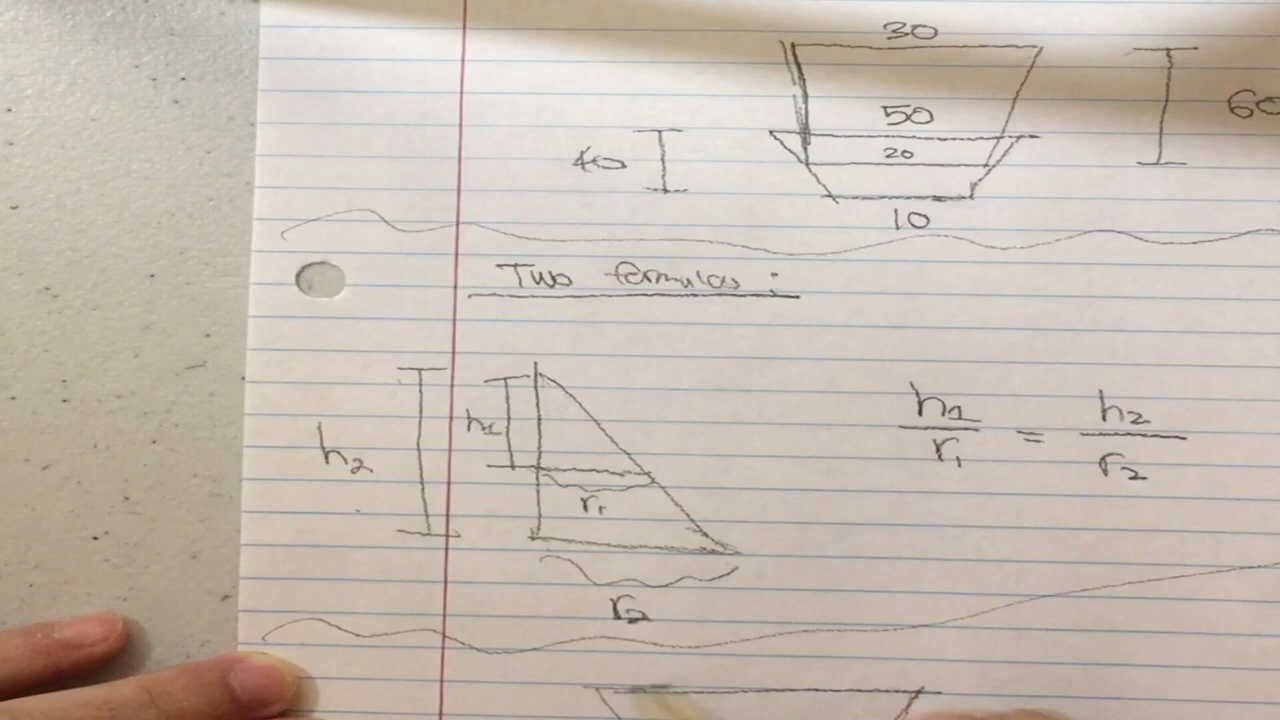 30
50
60
40
20
10
Two formulas:
h₁/r₁ = h₂/r₂
h₁
h₂
r₁
r₂